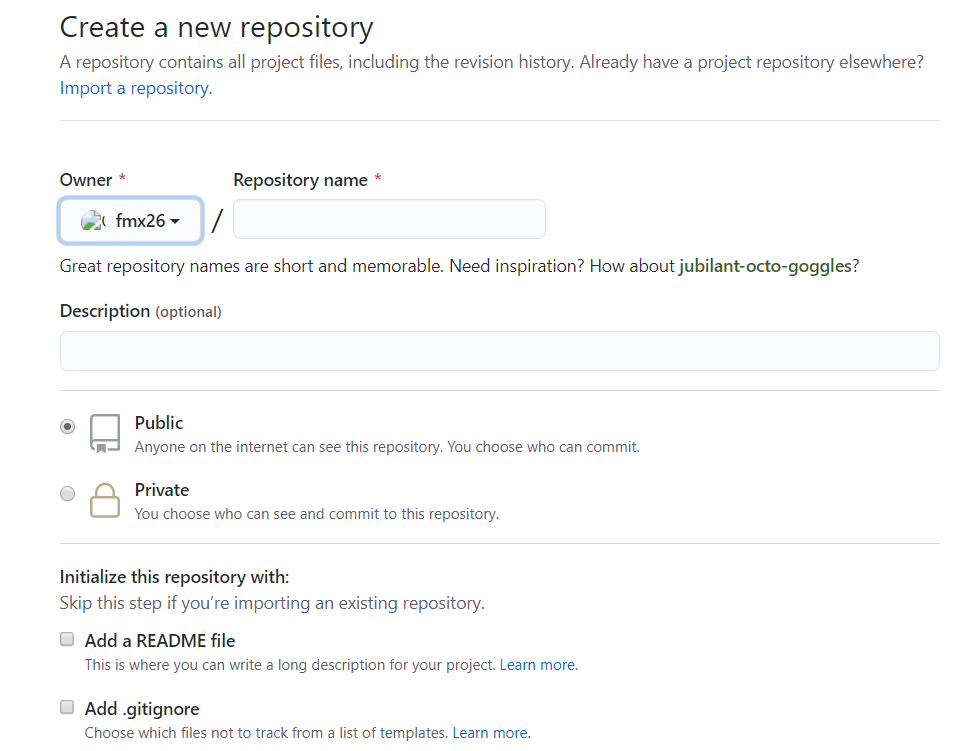 Create a new repository
A repository contains all project files, including the revision history. Already have a project repository elsewhere?
Import a repository.
Owner *
Repository name *
fmx26
/
Great repository names are short and memorable. Need inspiration? How about jubilant-octo-goggles?
Description (optional)
Public
Anyone on the internet can see this repository. You choose who can commit.
Private
You choose who can see and commit to this repository.
Initialize this repository with:
Skip this step if you’re importing an existing repository.
Add a README file
This is where you can write a long description for your project. Learn more.
Add .gitignore
Choose which files not to track from a list of templates. Learn more.